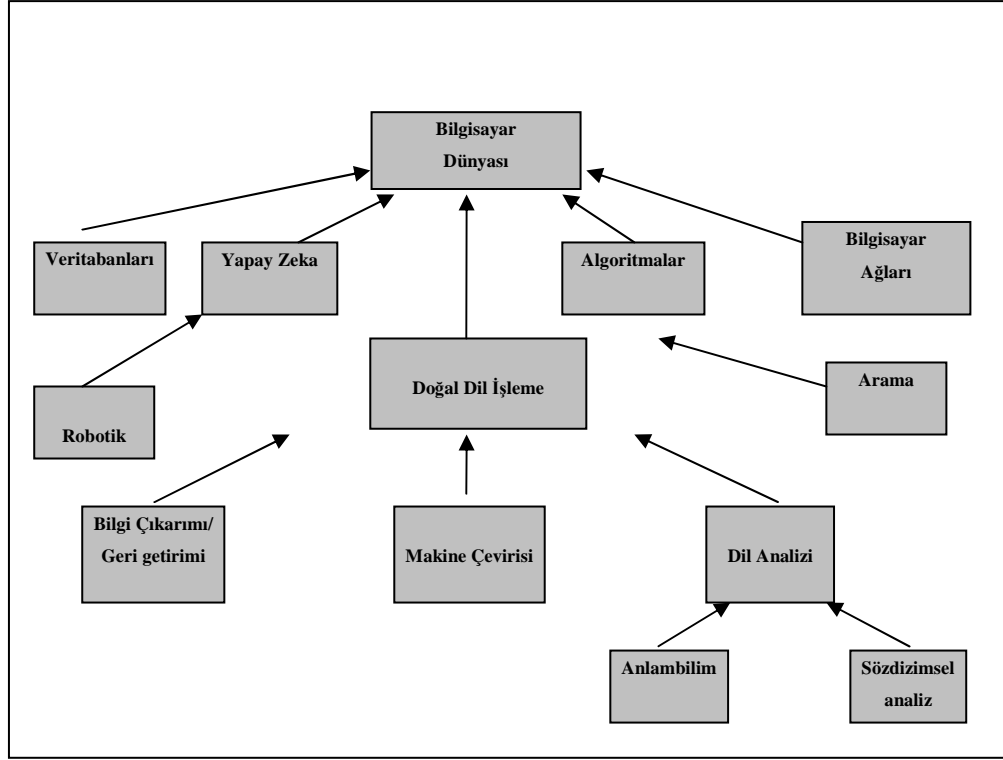 Bilgisayar
Dünyası
Veritabanları
Yapay Zeka
Algoritmalar
Bilgisayar
Ağları
Doğal Dil İşleme
Arama
Robotik
Bilgi Çıkarımı/
Geri getirimi
Makine Çevirisi
Dil Analizi
Anlambilim
Sözdizimsel
analiz